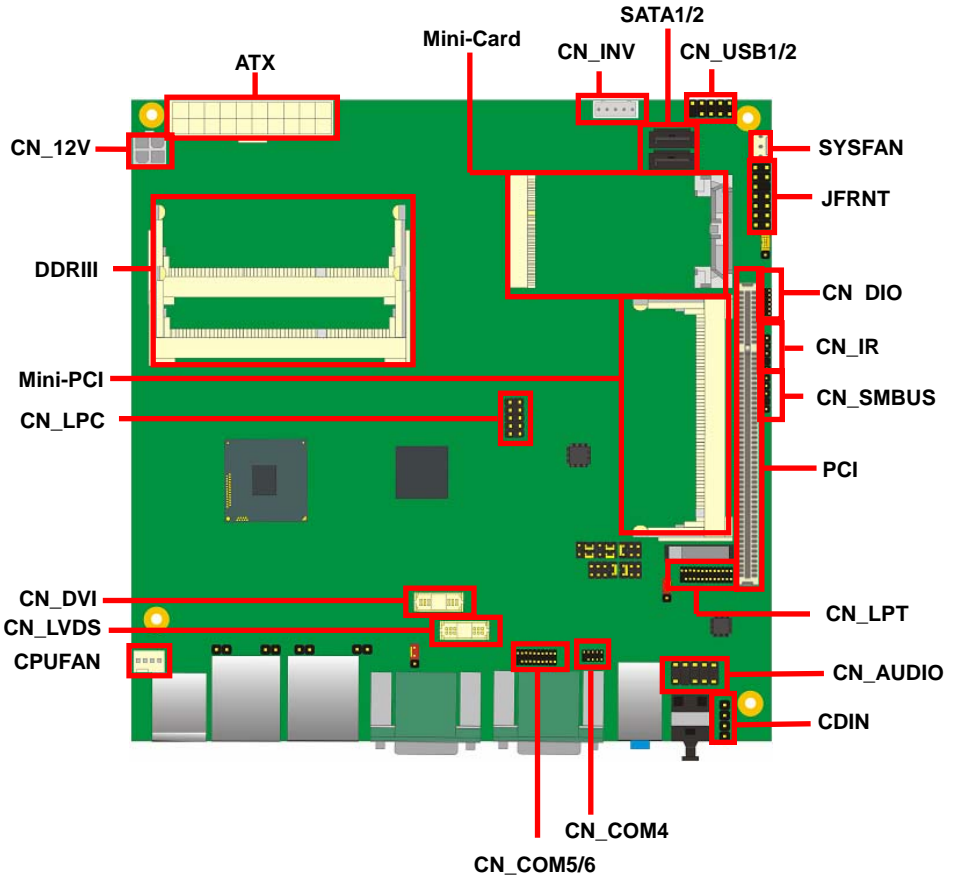 SATA1/2
Mini-Card
CN_INV
CN_USB1/2
ATX
CN_12V
SYSFAN
JFRNT
DDRIII
CN_DIO
CN_IR
Mini-PCI
CN_SMBUS
CN_LPC
PCI
CN_DVI
CN_LPT
CN_LVDS
CPUFAN
CN_AUDIO
CDIN
CN_COM4
CN_COM5/6